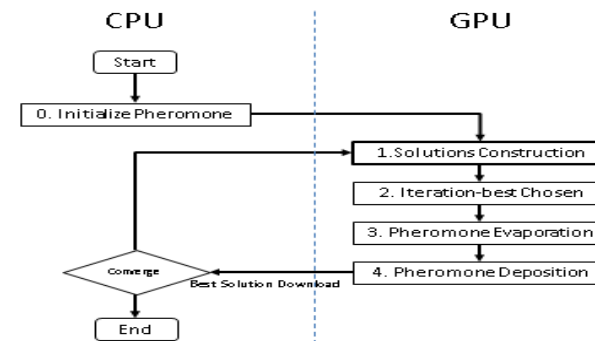 CPU
GPU
Start
0. Initialize Pheromone
1.Solutions Construction
2. Iteration-best Chosen
3. Pheromone Evaporation
4. Pheromone Deposition
Converge
Best Solution Download
End